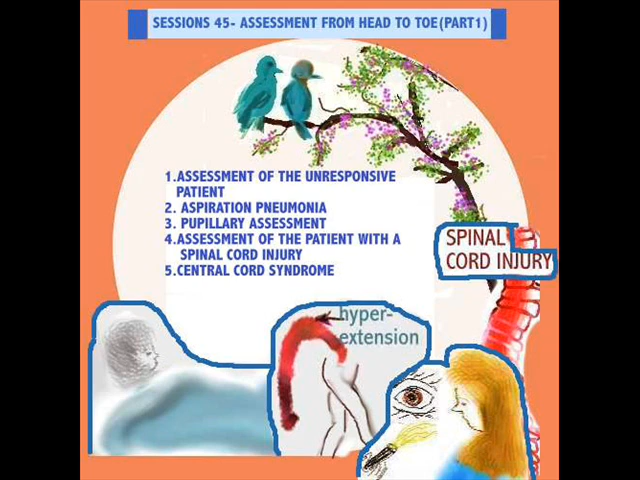 SESSIONS 45- ASSESSMENT FROM HEAD TO TOE(PART1)
1.ASSESSMENT OF THE UNRESPONSIVE
PATIENT
2. ASPIRATION PNEUMONIA
3. PUPILLARY ASSESSMENT
4.ASSESSMENT OF THE PATIENT WITH A
SPINAL CORD INJURY
5.CENTRAL CORD SYNDROME
SPINAL
CORD INJURY
hyper-
extension